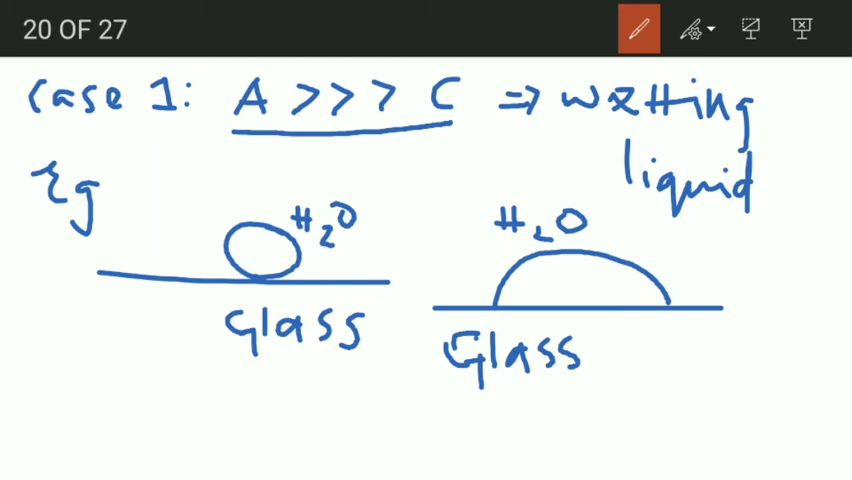 20 OF 27
Case 1: A >>> C ⇒ wetting
liquid
Eg
H2O
H2O
Glass
Glass